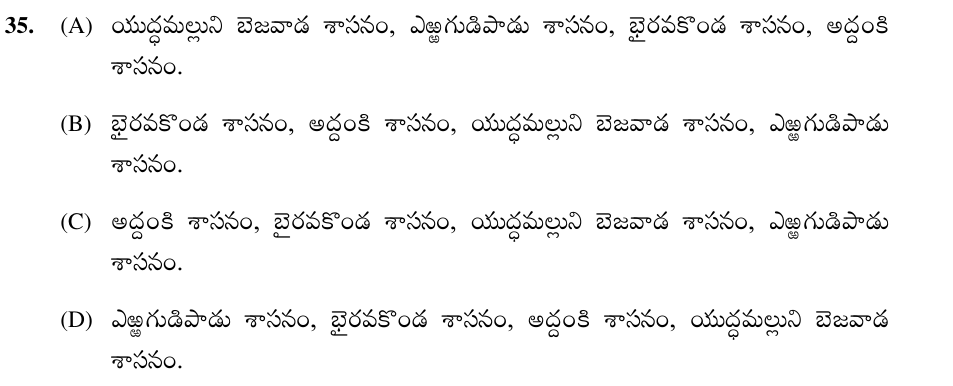 35. (A) యుద్ధమల్లుని బెజవాడ శాసనం, ఎఱ్ఱగుడిపాడు శాసనం, భైరవకొండ శాసనం, అద్దంకి
శాసనం.
(B) భైరవకొండ శాసనం, అద్దంకి శాసనం, యుద్ధమల్లుని బెజవాడ శాసనం, ఎఱ్ఱగుడిపాడు
శాసనం.
(C) అద్దంకి శాసనం, బైరవకొండ శాసనం, యుద్ధమల్లుని బెజవాడ శాసనం, ఎఱ్ఱగుడిపాడు
శాసనం.
(D) ఎఱ్ఱగుడిపాడు శాసనం, భైరవకొండ శాసనం, అద్దంకి శాసనం, యుద్ధమల్లుని బెజవాడ
శాసనం.